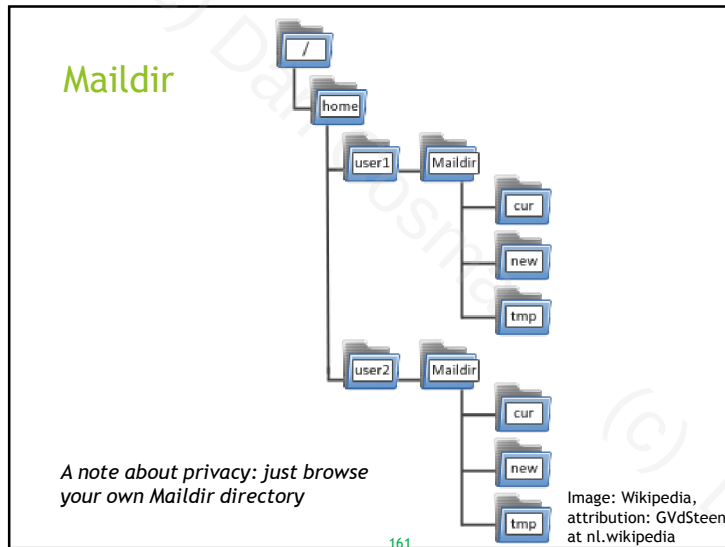 Maildir
/
home
user1
Maildir
cur
new
tmp
user2
Maildir
cur
new
tmp
A note about privacy: just browse
your own Maildir directory
Image: Wikipedia,
attribution: GVdSteen
at nl.wikipedia
161
(c)